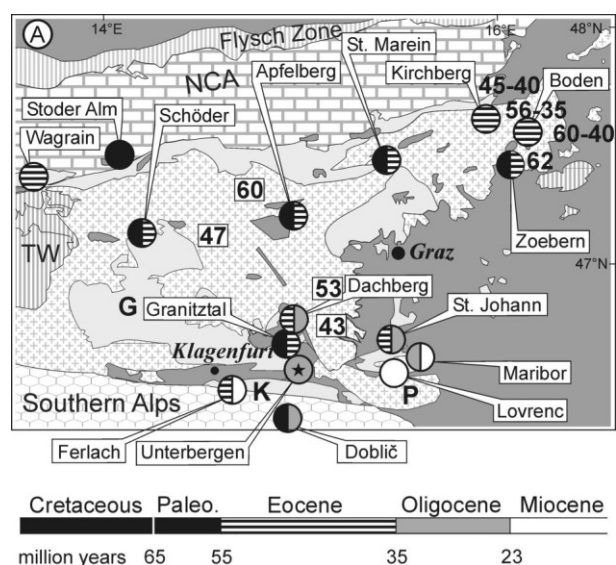 A
14°E
16°E
48°N
Flysch Zone
NCA
St. Marein
Kirchberg
45-40
Boden
Apfelberg
56-35
60-40
Stoder Alm
Schöder
Wagrain
62
60
47
TW
Zoebern
Graz
47°N
53
Dachberg
G
Granitztal
43
St. Johann
Klagenfurt
Maribor
K
P
Lovrenc
Southern Alps
Ferlach
Unterbergen
Doblič
Cretaceous Paleo. Eocene Oligocene Miocene
million years 65 55 35 23